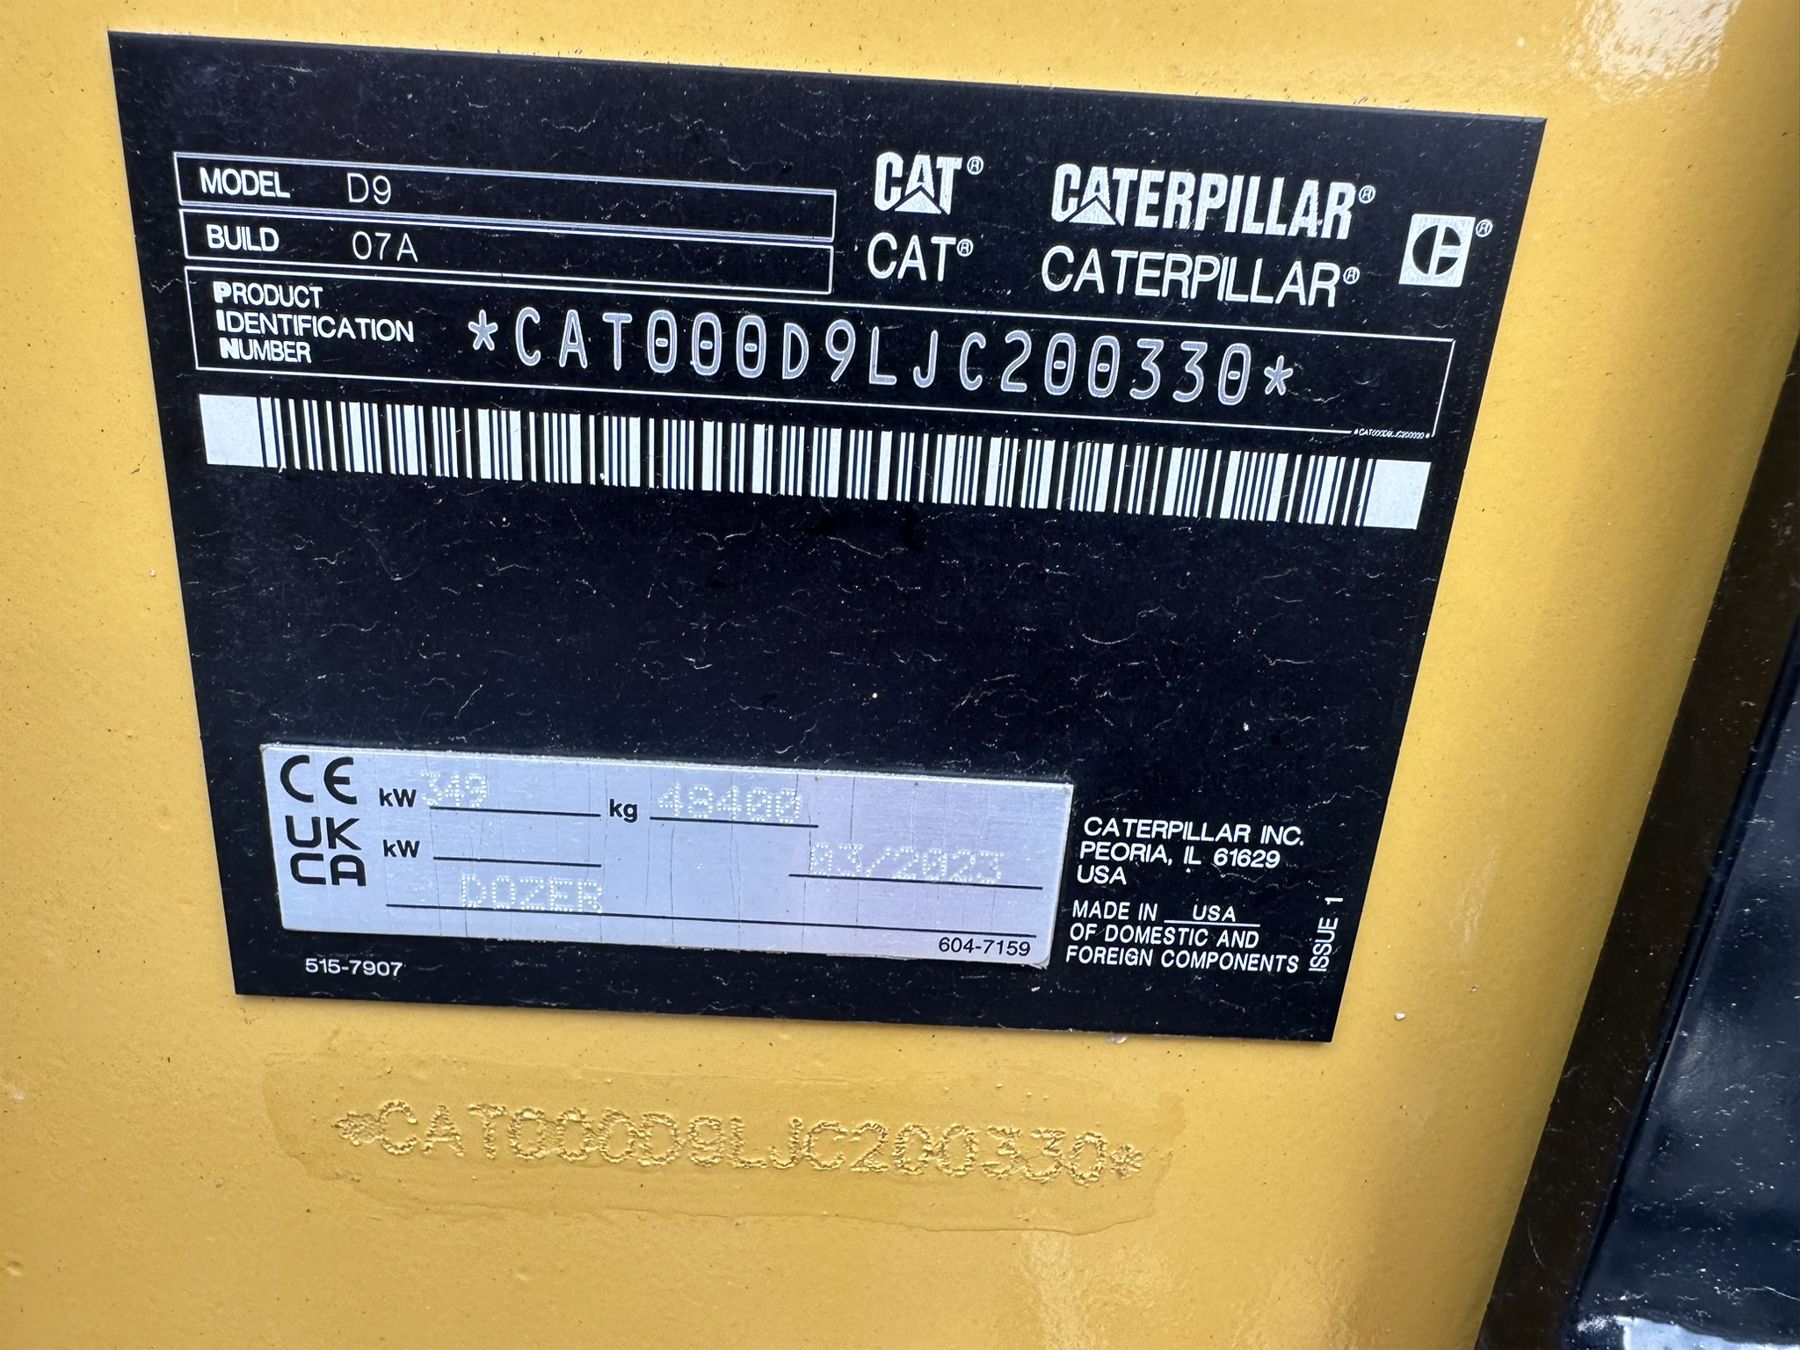 MODEL D9
BUILD 07A
CAT® CATERPILLAR® ®
CAT® CATERPILLAR®
PRODUCT
IDENTIFICATION
NUMBER
*CAT000D9LJC200330*
*CAT000D9LJC200330*
CE kW 349 kg 48400
UK
CA kW 03/2023
DOZER
604-7159
515-7907
CATERPILLAR INC.
PEORIA, IL 61629
USA
MADE IN USA
OF DOMESTIC AND
FOREIGN COMPONENTS
ISSUE 1
*CAT000D9LJC200330*